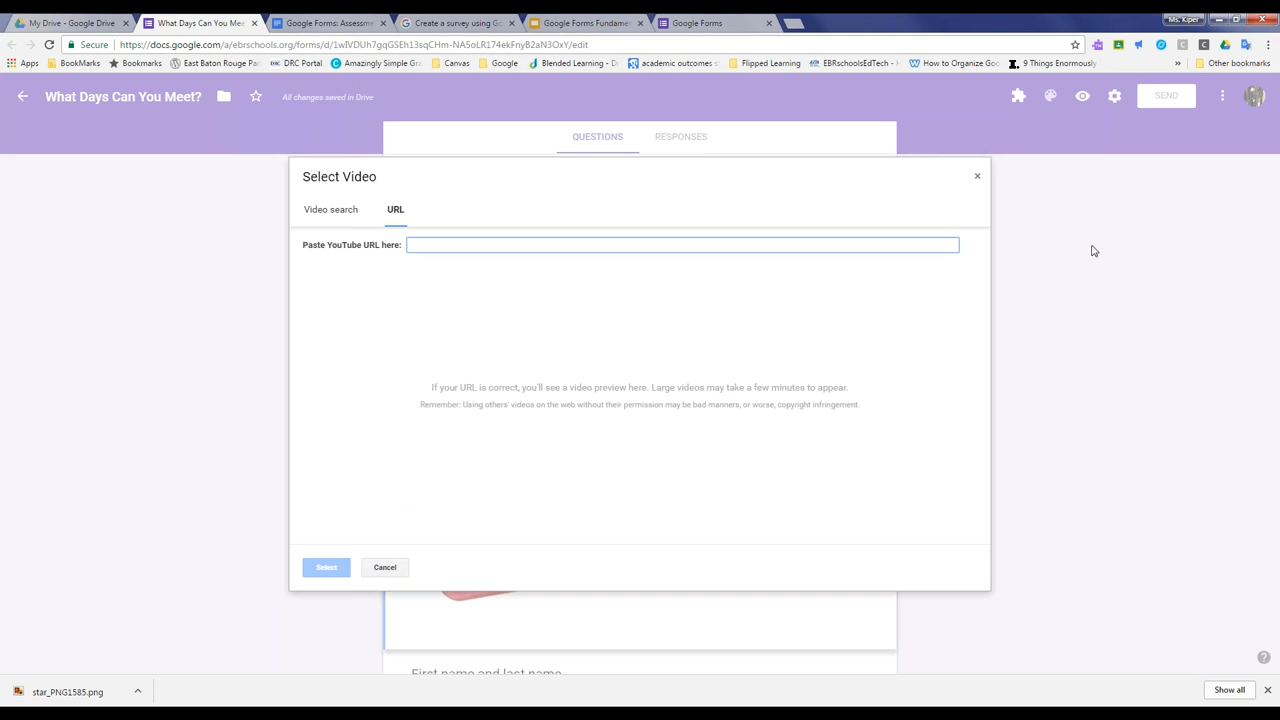 My Drive - Google Drive
What Days Can You Mee
Google Forms: Assessme
Create a survey using Go
Google Forms Fundame
Google Forms
Ms. Kiper
Secure
https://docs.google.com/a/ebrschools.org/forms/d/1wIVDUh7gqGSEh13sqCHm-NA5oLR174ekFnyB2aN3OxY/edit
Apps
BookMarks
Bookmarks
East Baton Rouge Pa
DRC Portal
Amazingly Simple Gra
Canvas
Google
Blended Learning - D
academic outcomes s
Flipped Learning
EBRschoolsEdTech - H
How to Organize Goo
9 Things Enormously
»
Other bookmarks
What Days Can You Meet?
All changes saved in Drive
SEND
QUESTIONS
RESPONSES
Select Video
×
Video search
URL
Paste YouTube URL here:
If your URL is correct, you'll see a video preview here. Large videos may take a few minutes to appear.
Remember: Using others' videos on the web without their permission may be bad manners, or worse, copyright infringement.
Select
Cancel
First name and last name
star_PNG1585.png
Show all